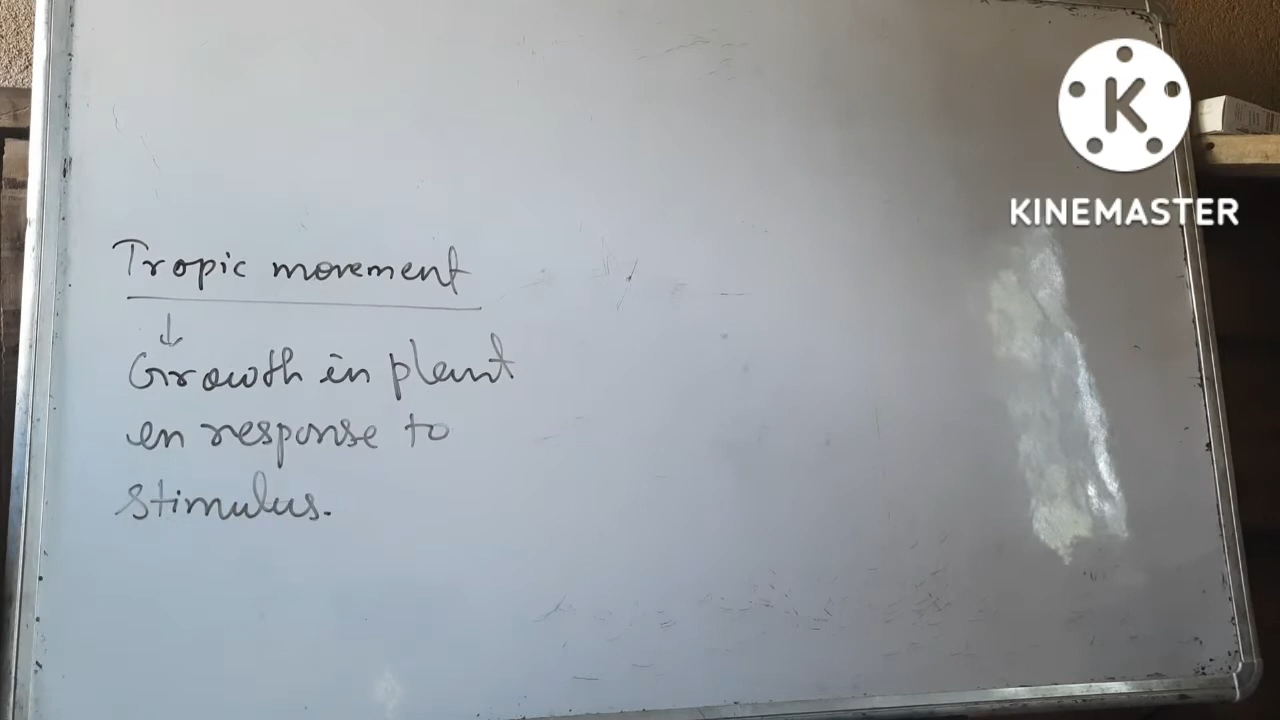 K
KINEMASTER
Tropic movement
↓
Growth in plant
in response to
stimulus.